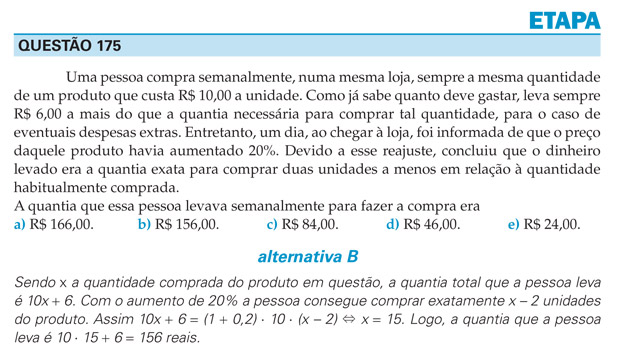 ETAPA
QUESTÃO 175
Uma pessoa compra semanalmente, numa mesma loja, sempre a mesma quantidade
de um produto que custa R$ 10,00 a unidade. Como já sabe quanto deve gastar, leva sempre
R$ 6,00 a mais do que a quantia necessária para comprar tal quantidade, para o caso de
eventuais despesas extras. Entretanto, um dia, ao chegar à loja, foi informada de que o preço
daquele produto havia aumentado 20%. Devido a esse reajuste, concluiu que o dinheiro
levado era a quantia exata para comprar duas unidades a menos em relação à quantidade
habitualmente comprada.
A quantia que essa pessoa levava semanalmente para fazer a compra era
a) R$ 166,00. b) R$ 156,00. c) R$ 84,00. d) R$ 46,00. e) R$ 24,00.
alternativa B
Sendo x a quantidade comprada do produto em questão, a quantia total que a pessoa leva
é 10x + 6. Com o aumento de 20% a pessoa consegue comprar exatamente x – 2 unidades
do produto. Assim 10x + 6 = (1 + 0,2) · 10 · (x – 2) ⇔ x = 15. Logo, a quantia que a pessoa
leva é 10 · 15 + 6 = 156 reais.